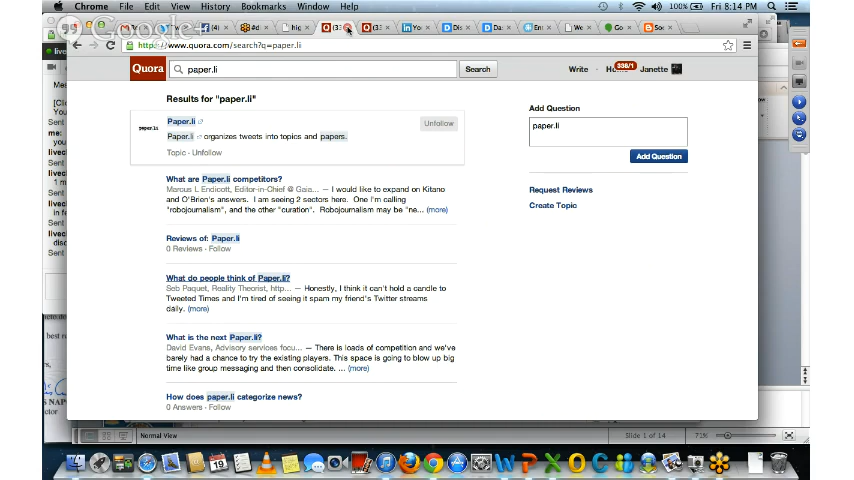 Chrome File Edit View History Bookmarks Window Help
100% Fri 8:14 PM
Google+
https://www.quora.com/search?q=paper.li
Quora
paper.li
Search
Write
338/1
Janette
Results for "paper.li"
Paper.li
Paper.li organizes tweets into topics and papers.
Topic · Unfollow
Unfollow
What are Paper.li competitors?
Marcus L Endicott, Editor-in-Chief @ Gaia... — I would like to expand on Kitano
and O'Brien's answers. I am seeing 2 sectors here. One I'm calling
"robojournalism", and the other "curation". Robojournalism may be "ne... (more)
Reviews of: Paper.li
0 Reviews · Follow
What do people think of Paper.li?
Seb Paquet, Reality Theorist, http... — Honestly, I think it can't hold a candle to
Tweeted Times and I'm tired of seeing it spam my friend's Twitter streams
daily. (more)
What is the next Paper.li?
David Evans, Advisory services focu... — There is loads of competition and we've
barely had a chance to try the existing players. This space is going to blow up big
time like group messaging and then consolidate. ... (more)
How does paper.li categorize news?
0 Answers · Follow
Add Question
paper.li
Add Question
Request Reviews
Create Topic
Normal View
Slide 1 of 14
71%